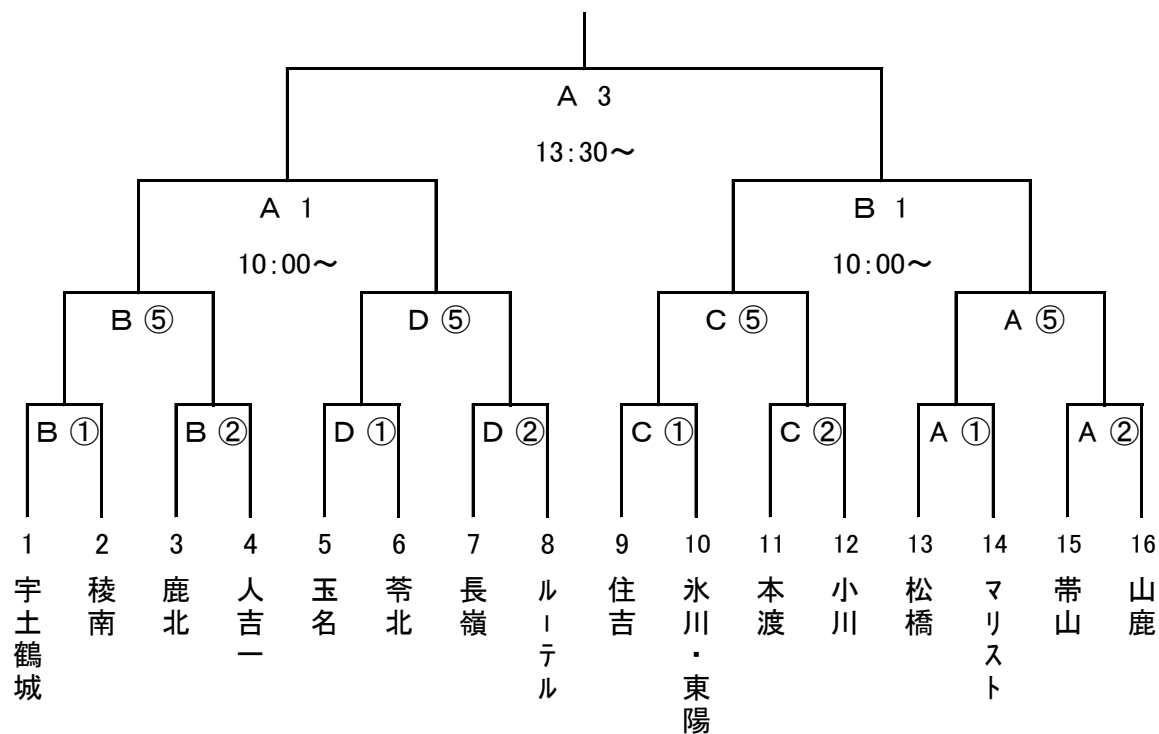 A 3
13:30～
A 1
B 1
10:00～
10:00～
B ⑤
D ⑤
C ⑤
A ⑤
B ①
B ②
D ①
D ②
C ①
C ②
A ①
A ②
1
2
3
4
5
6
7
8
9
10
11
12
13
14
15
16
宇土鶴城
稜南
鹿北
人吉一
玉名
苓北
長嶺
ルーテル
住吉
氷川・東陽
本渡
小川
松橋
マリスト
帯山
山鹿